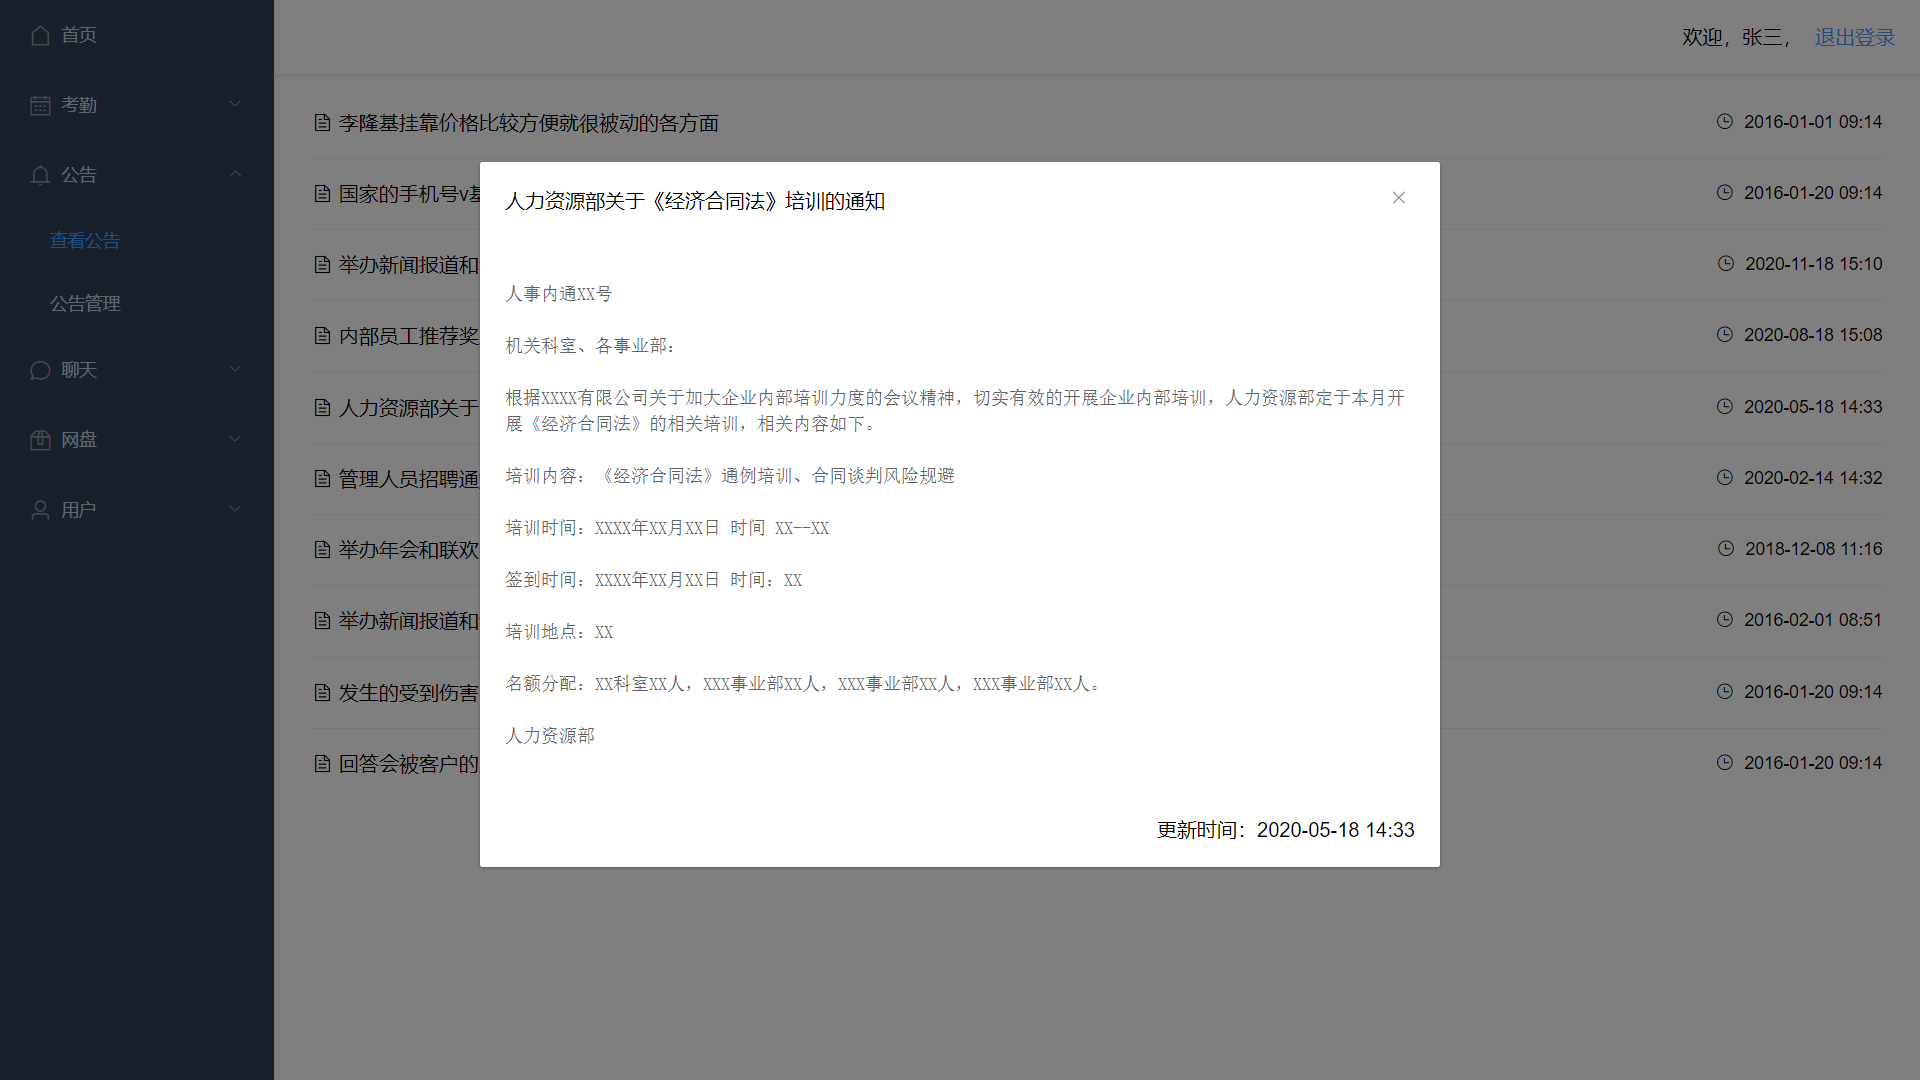 首页
考勤
公告
查看公告
公告管理
聊天
网盘
用户
欢迎，张三， 退出登录
李隆基挂靠价格比较方便就很被动的各方面 2016-01-01 09:14
国家的手机号v基 2016-01-20 09:14
举办新闻报道和 2020-11-18 15:10
内部员工推荐奖 2020-08-18 15:08
人力资源部关于 2020-05-18 14:33
管理人员招聘通 2020-02-14 14:32
举办年会和联欢 2018-12-08 11:16
举办新闻报道和 2016-02-01 08:51
发生的受到伤害 2016-01-20 09:14
回答会被客户的 2016-01-20 09:14
人力资源部关于《经济合同法》培训的通知
人事内通XX号
机关科室、各事业部：
根据XXXX有限公司关于加大企业内部培训力度的会议精神，切实有效的开展企业内部培训，人力资源部定于本月开
展《经济合同法》的相关培训，相关内容如下。
培训内容：《经济合同法》通例培训、合同谈判风险规避
培训时间：XXXX年XX月XX日 时间 XX--XX
签到时间：XXXX年XX月XX日 时间：XX
培训地点：XX
名额分配：XX科室XX人，XXX事业部XX人，XXX事业部XX人，XXX事业部XX人。
人力资源部
更新时间：2020-05-18 14:33